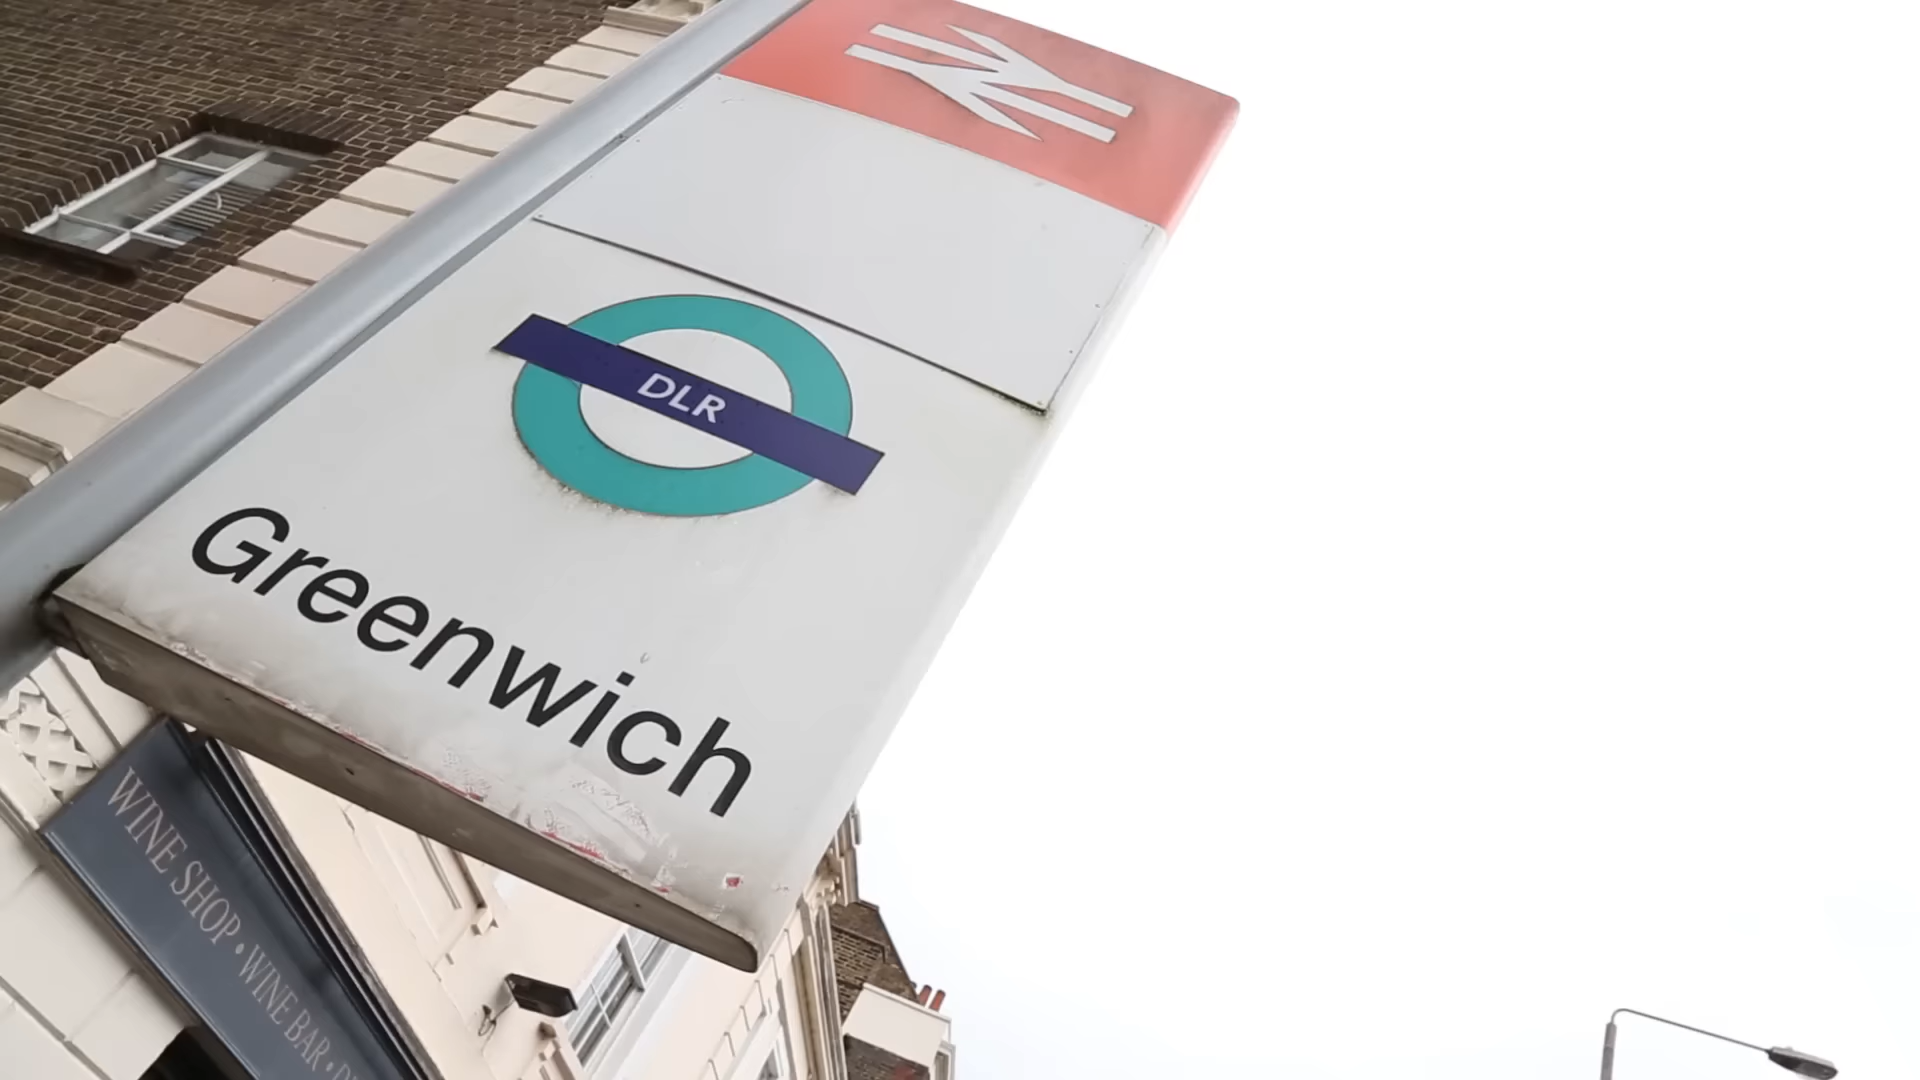 DLR
Greenwich
WINE SHOP • WINE BAR •